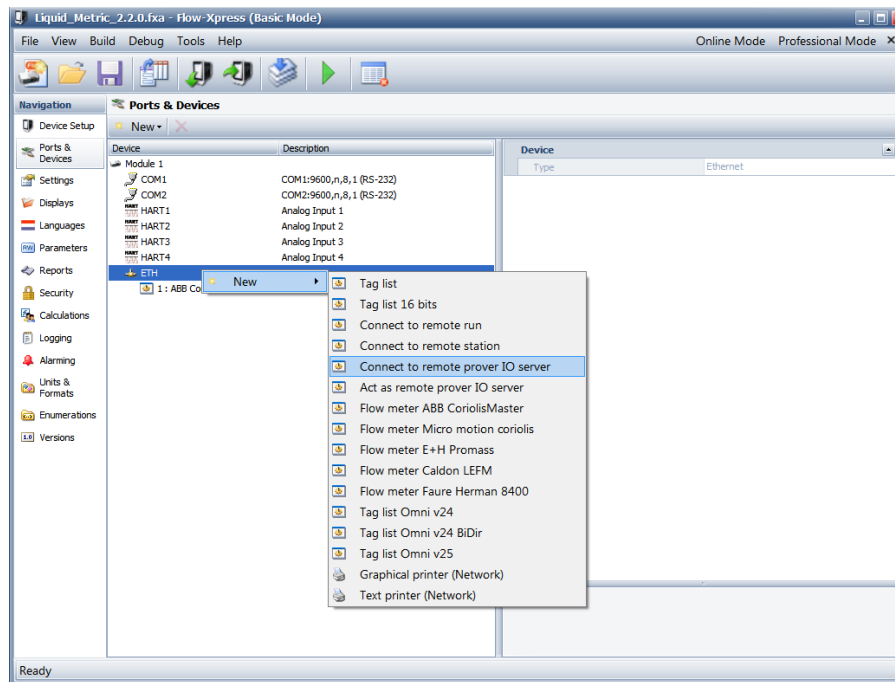 Liquid_Metric_2.2.0.fxa - Flow-Xpress (Basic Mode)
File View Build Debug Tools Help Online Mode Professional Mode
Navigation
Device Setup
Ports & Devices
Settings
Displays
Languages
Parameters
Reports
Security
Calculations
Logging
Alarming
Units & Formats
Enumerations
Versions
Ports & Devices
New
Device Description
Module 1
COM1 COM1:9600,n,8,1 (RS-232)
COM2 COM2:9600,n,8,1 (RS-232)
HART1 Analog Input 1
HART2 Analog Input 2
HART3 Analog Input 3
HART4 Analog Input 4
ETH
1 : ABB Co
New
Tag list
Tag list 16 bits
Connect to remote run
Connect to remote station
Connect to remote prover IO server
Act as remote prover IO server
Flow meter ABB CoriolisMaster
Flow meter Micro motion coriolis
Flow meter E+H Promass
Flow meter Caldon LEFM
Flow meter Faure Herman 8400
Tag list Omni v24
Tag list Omni v24 BiDir
Tag list Omni v25
Graphical printer (Network)
Text printer (Network)
Device
Type Ethernet
Ready